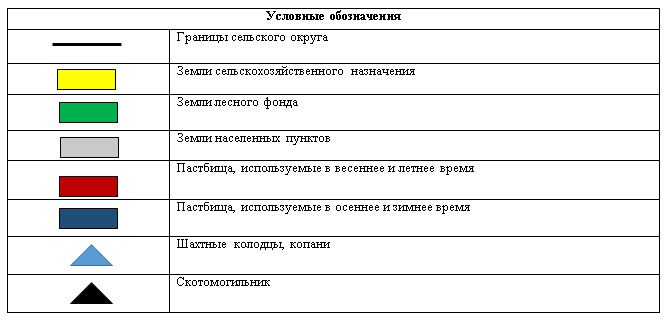 Условные обозначения
Границы сельского округа
Земли сельскохозяйственного назначения
Земли лесного фонда
Земли населенных пунктов
Пастбища, используемые в весеннее и летнее время
Пастбища, используемые в осеннее и зимнее время
Шахтные колодцы, копани
Скотомогильник